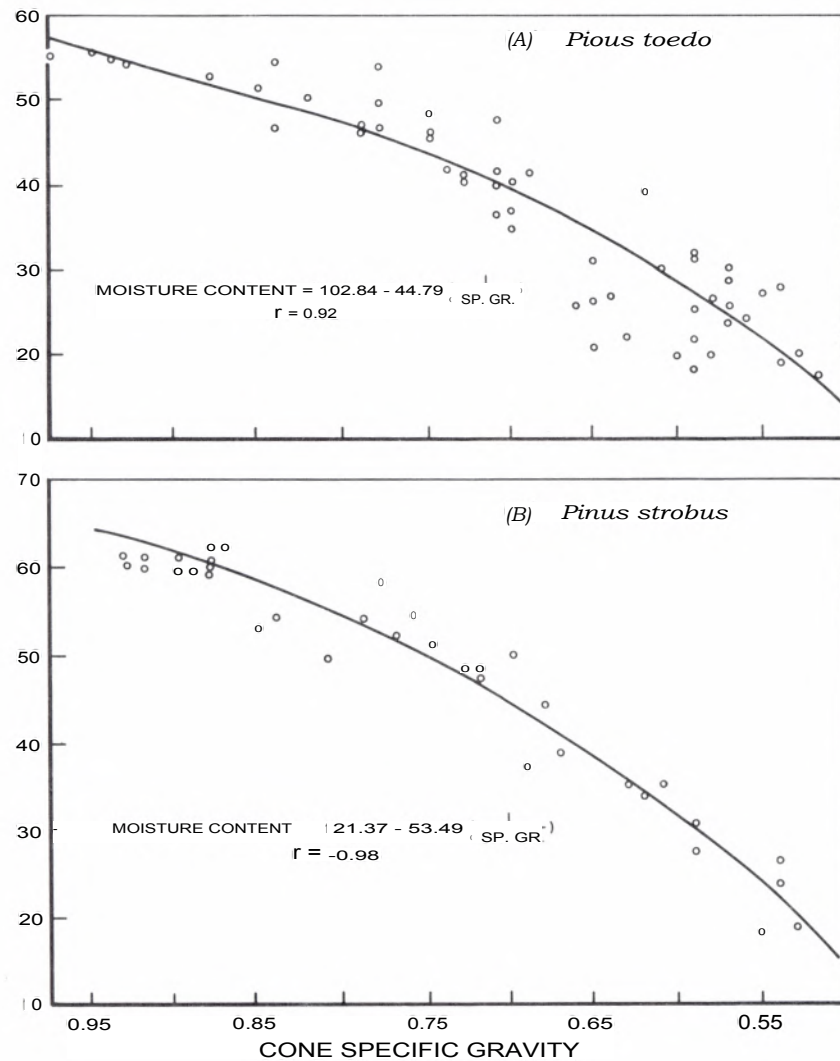 60
(A) Pious toedo
50
40
30
MOISTURE CONTENT = 102.84 - 44.79 ( SP. GR.
r = 0.92
20
10
70
(B) Pinus strobus
60
50
40
30
MOISTURE CONTENT 21.37 - 53.49 ( SP. GR. )
r = -0.98
20
10
0.95 0.85 0.75 0.65 0.55
CONE SPECIFIC GRAVITY